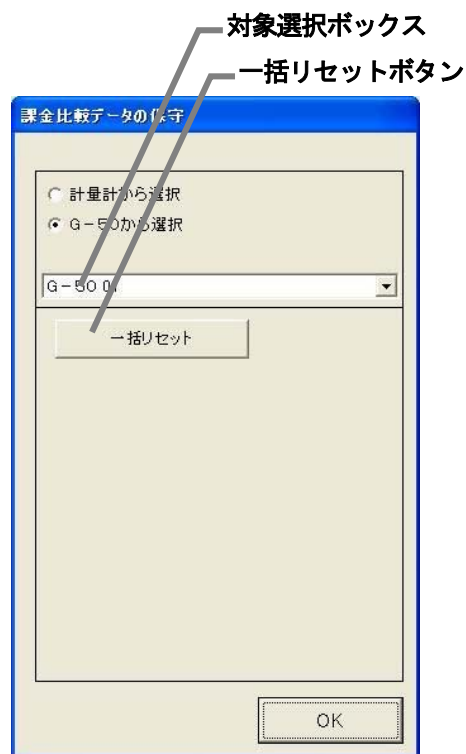 対象選択ボックス
一括リセットボタン
課金比較データの保守
計量計から選択
G-50から選択
G-50 01
一括リセット
OK